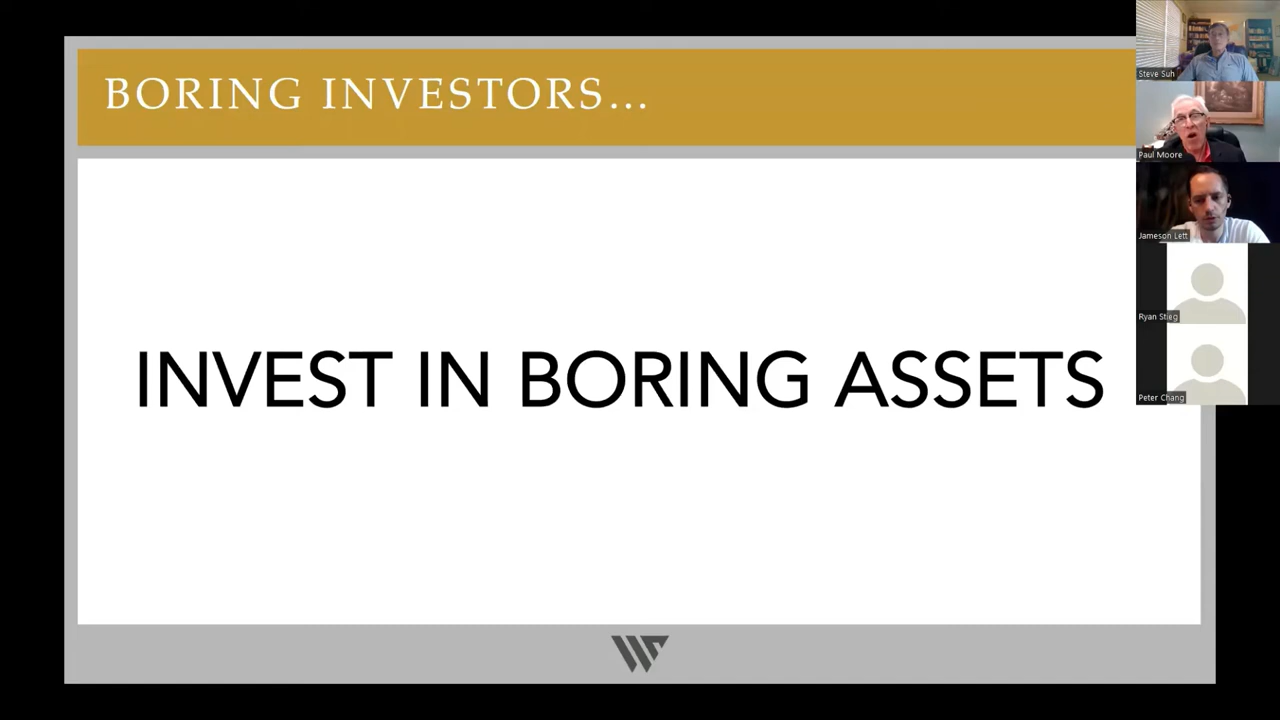 BORING INVESTORS...
INVEST IN BORING ASSETS
Steve Suh
Paul Moore
Jameson Lett
Ryan Stieg
Peter Chang